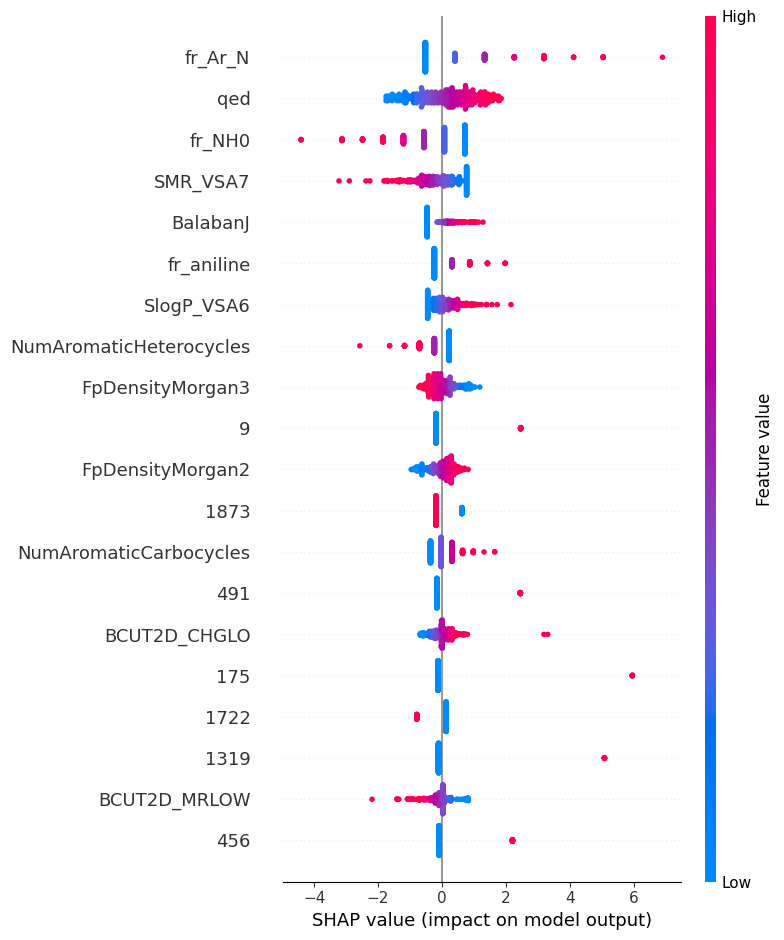 High
fr_Ar_N
qed
fr_NH0
SMR_VSA7
BalabanJ
fr_aniline
SlogP_VSA6
NumAromaticHeterocycles
FpDensityMorgan3
9
FpDensityMorgan2
1873
NumAromaticCarbocycles
491
BCUT2D_CHGLO
175
1722
1319
BCUT2D_MRLOW
456
Feature value
Low
−4 −2 0 2 4 6
SHAP value (impact on model output)